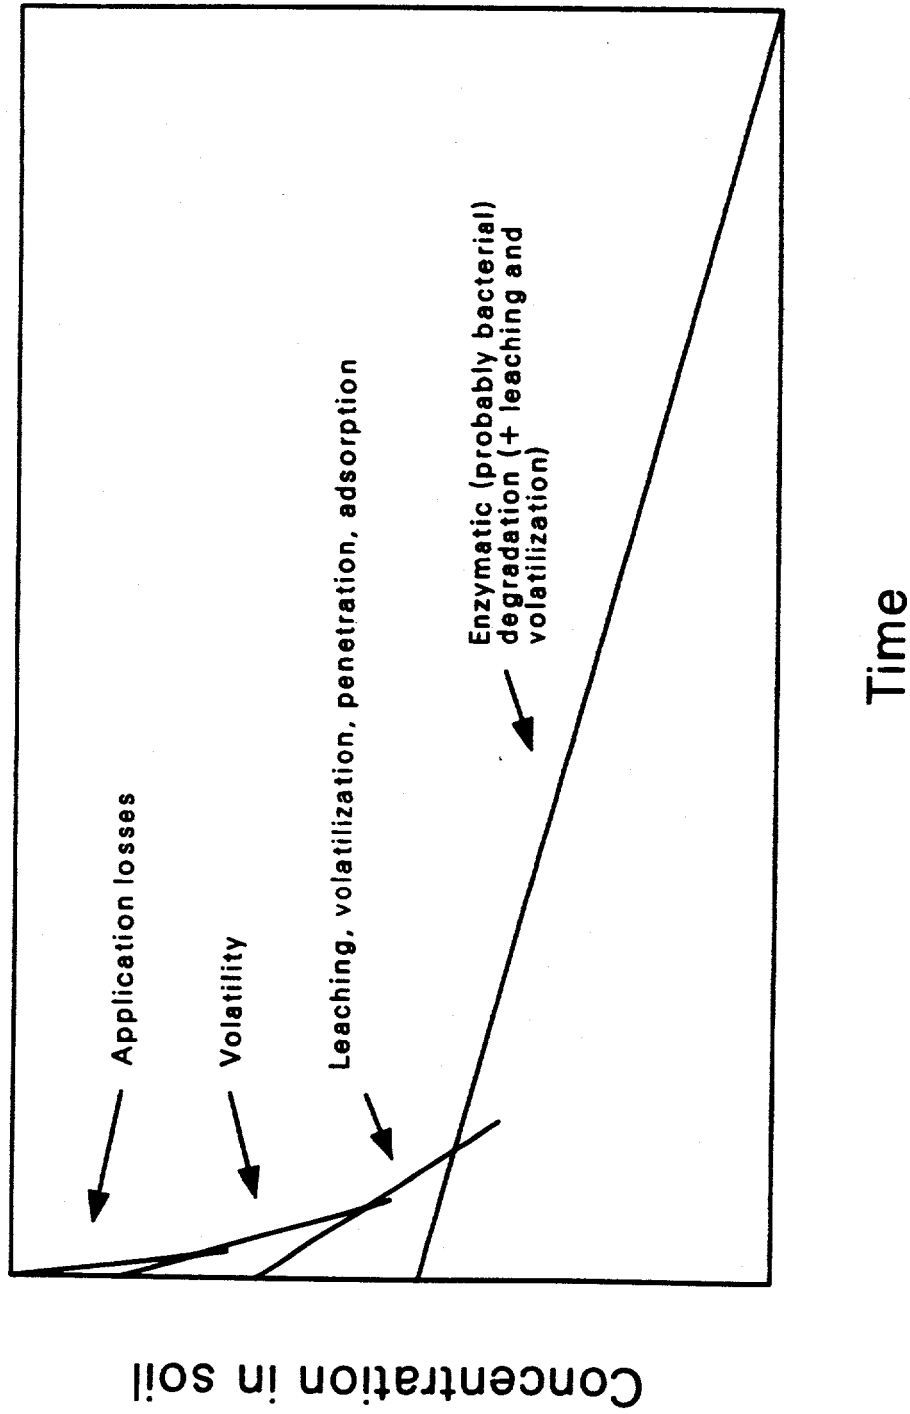 Application losses
Volatility
Leaching, volatilization, penetration, adsorption
Enzymatic (probably bacterial)
degradation (+ leaching and
volatilization)
Time
Concentration in soil